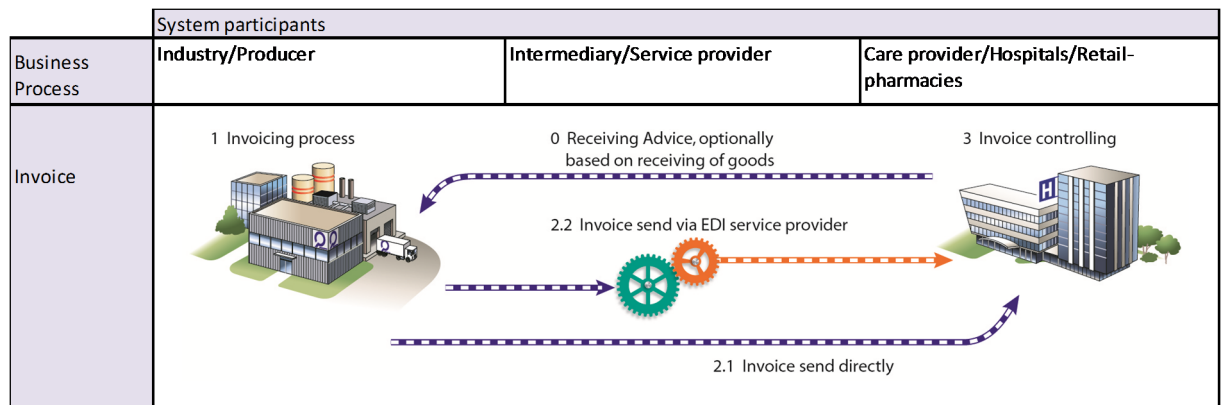 System participants
Business
Process
Industry/Producer
Intermediary/Service provider
Care provider/Hospitals/Retail-
pharmacies
Invoice
1 Invoicing process
0 Receiving Advice, optionally
based on receiving of goods
3 Invoice controlling
H
2.2 Invoice send via EDI service provider
2.1 Invoice send directly